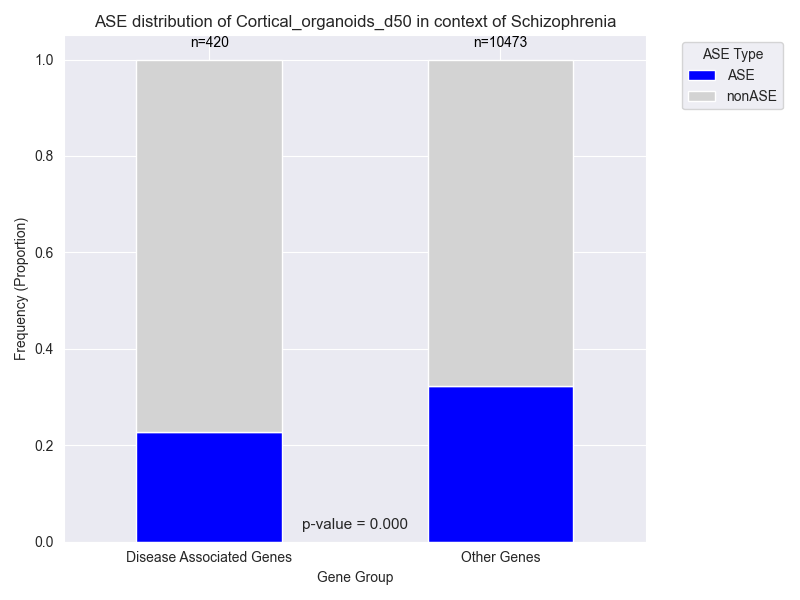 ASE distribution of Cortical_organoids_d50 in context of Schizophrenia
n=420
n=10473
ASE Type
ASE
nonASE
1.0
0.8
0.6
0.4
0.2
0.0
Frequency (Proportion)
p-value = 0.000
Disease Associated Genes
Other Genes
Gene Group